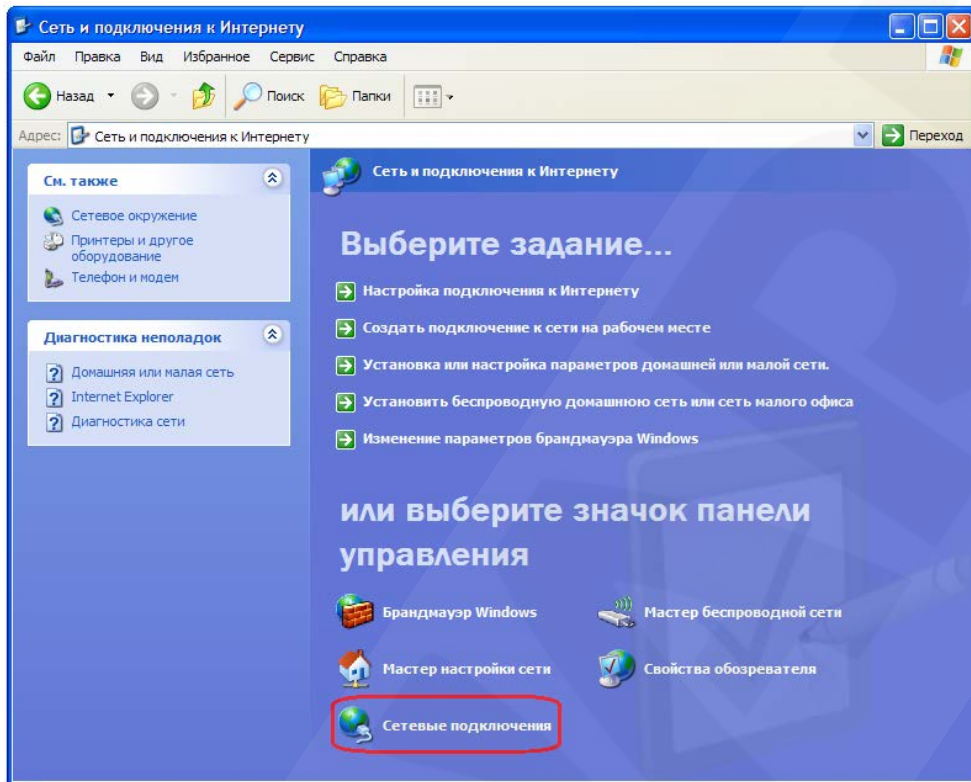 Сеть и подключения к Интернету
Файл Правка Вид Избранное Сервис Справка
Назад Поиск Папки
Адрес: Сеть и подключения к Интернету Переход
См. также
Сетевое окружение
Принтеры и другое
оборудование
Телефон и модем
Диагностика неполадок
Домашняя или малая сеть
Internet Explorer
Диагностика сети
Сеть и подключения к Интернету
Выберите задание...
Настройка подключения к Интернету
Создать подключение к сети на рабочем месте
Установка или настройка параметров домашней или малой сети.
Установить беспроводную домашнюю сеть или сеть малого офиса
Изменение параметров брандмауэра Windows
или выберите значок панели
управления
Брандмауэр Windows Мастер беспроводной сети
Мастер настройки сети Свойства обозревателя
Сетевые подключения